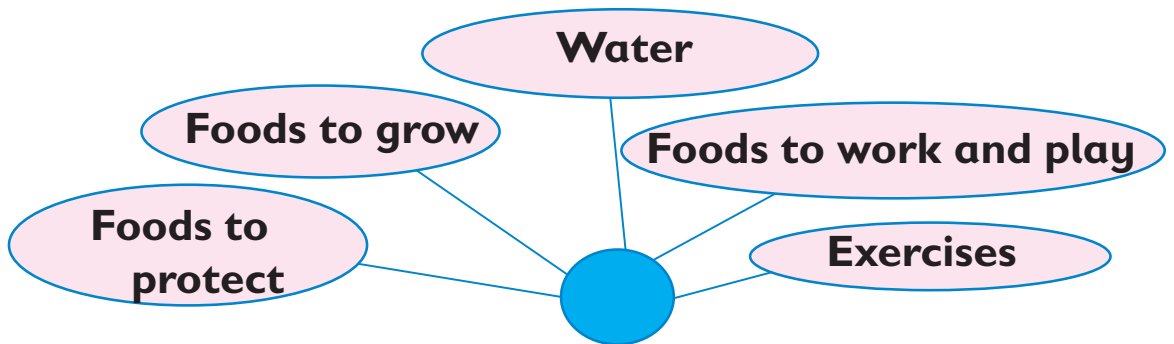 Water
Foods to grow
Foods to work and play
Foods to
protect
Exercises